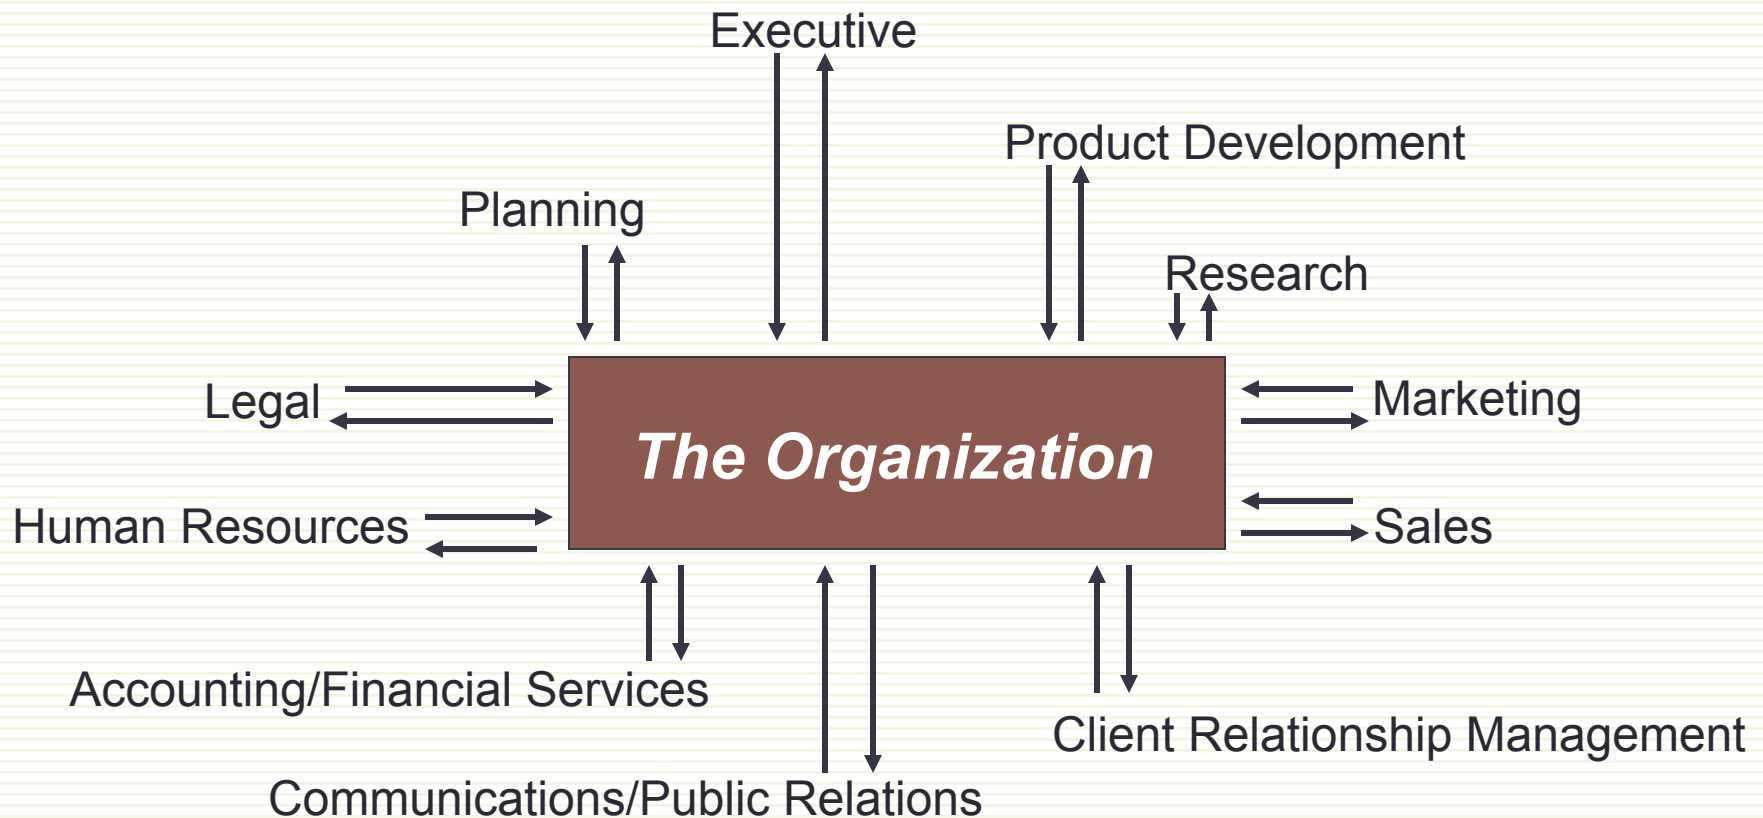 Executive
Product Development
Planning
Research
Legal
Marketing
The Organization
Human Resources
Sales
Accounting/Financial Services
Client Relationship Management
Communications/Public Relations